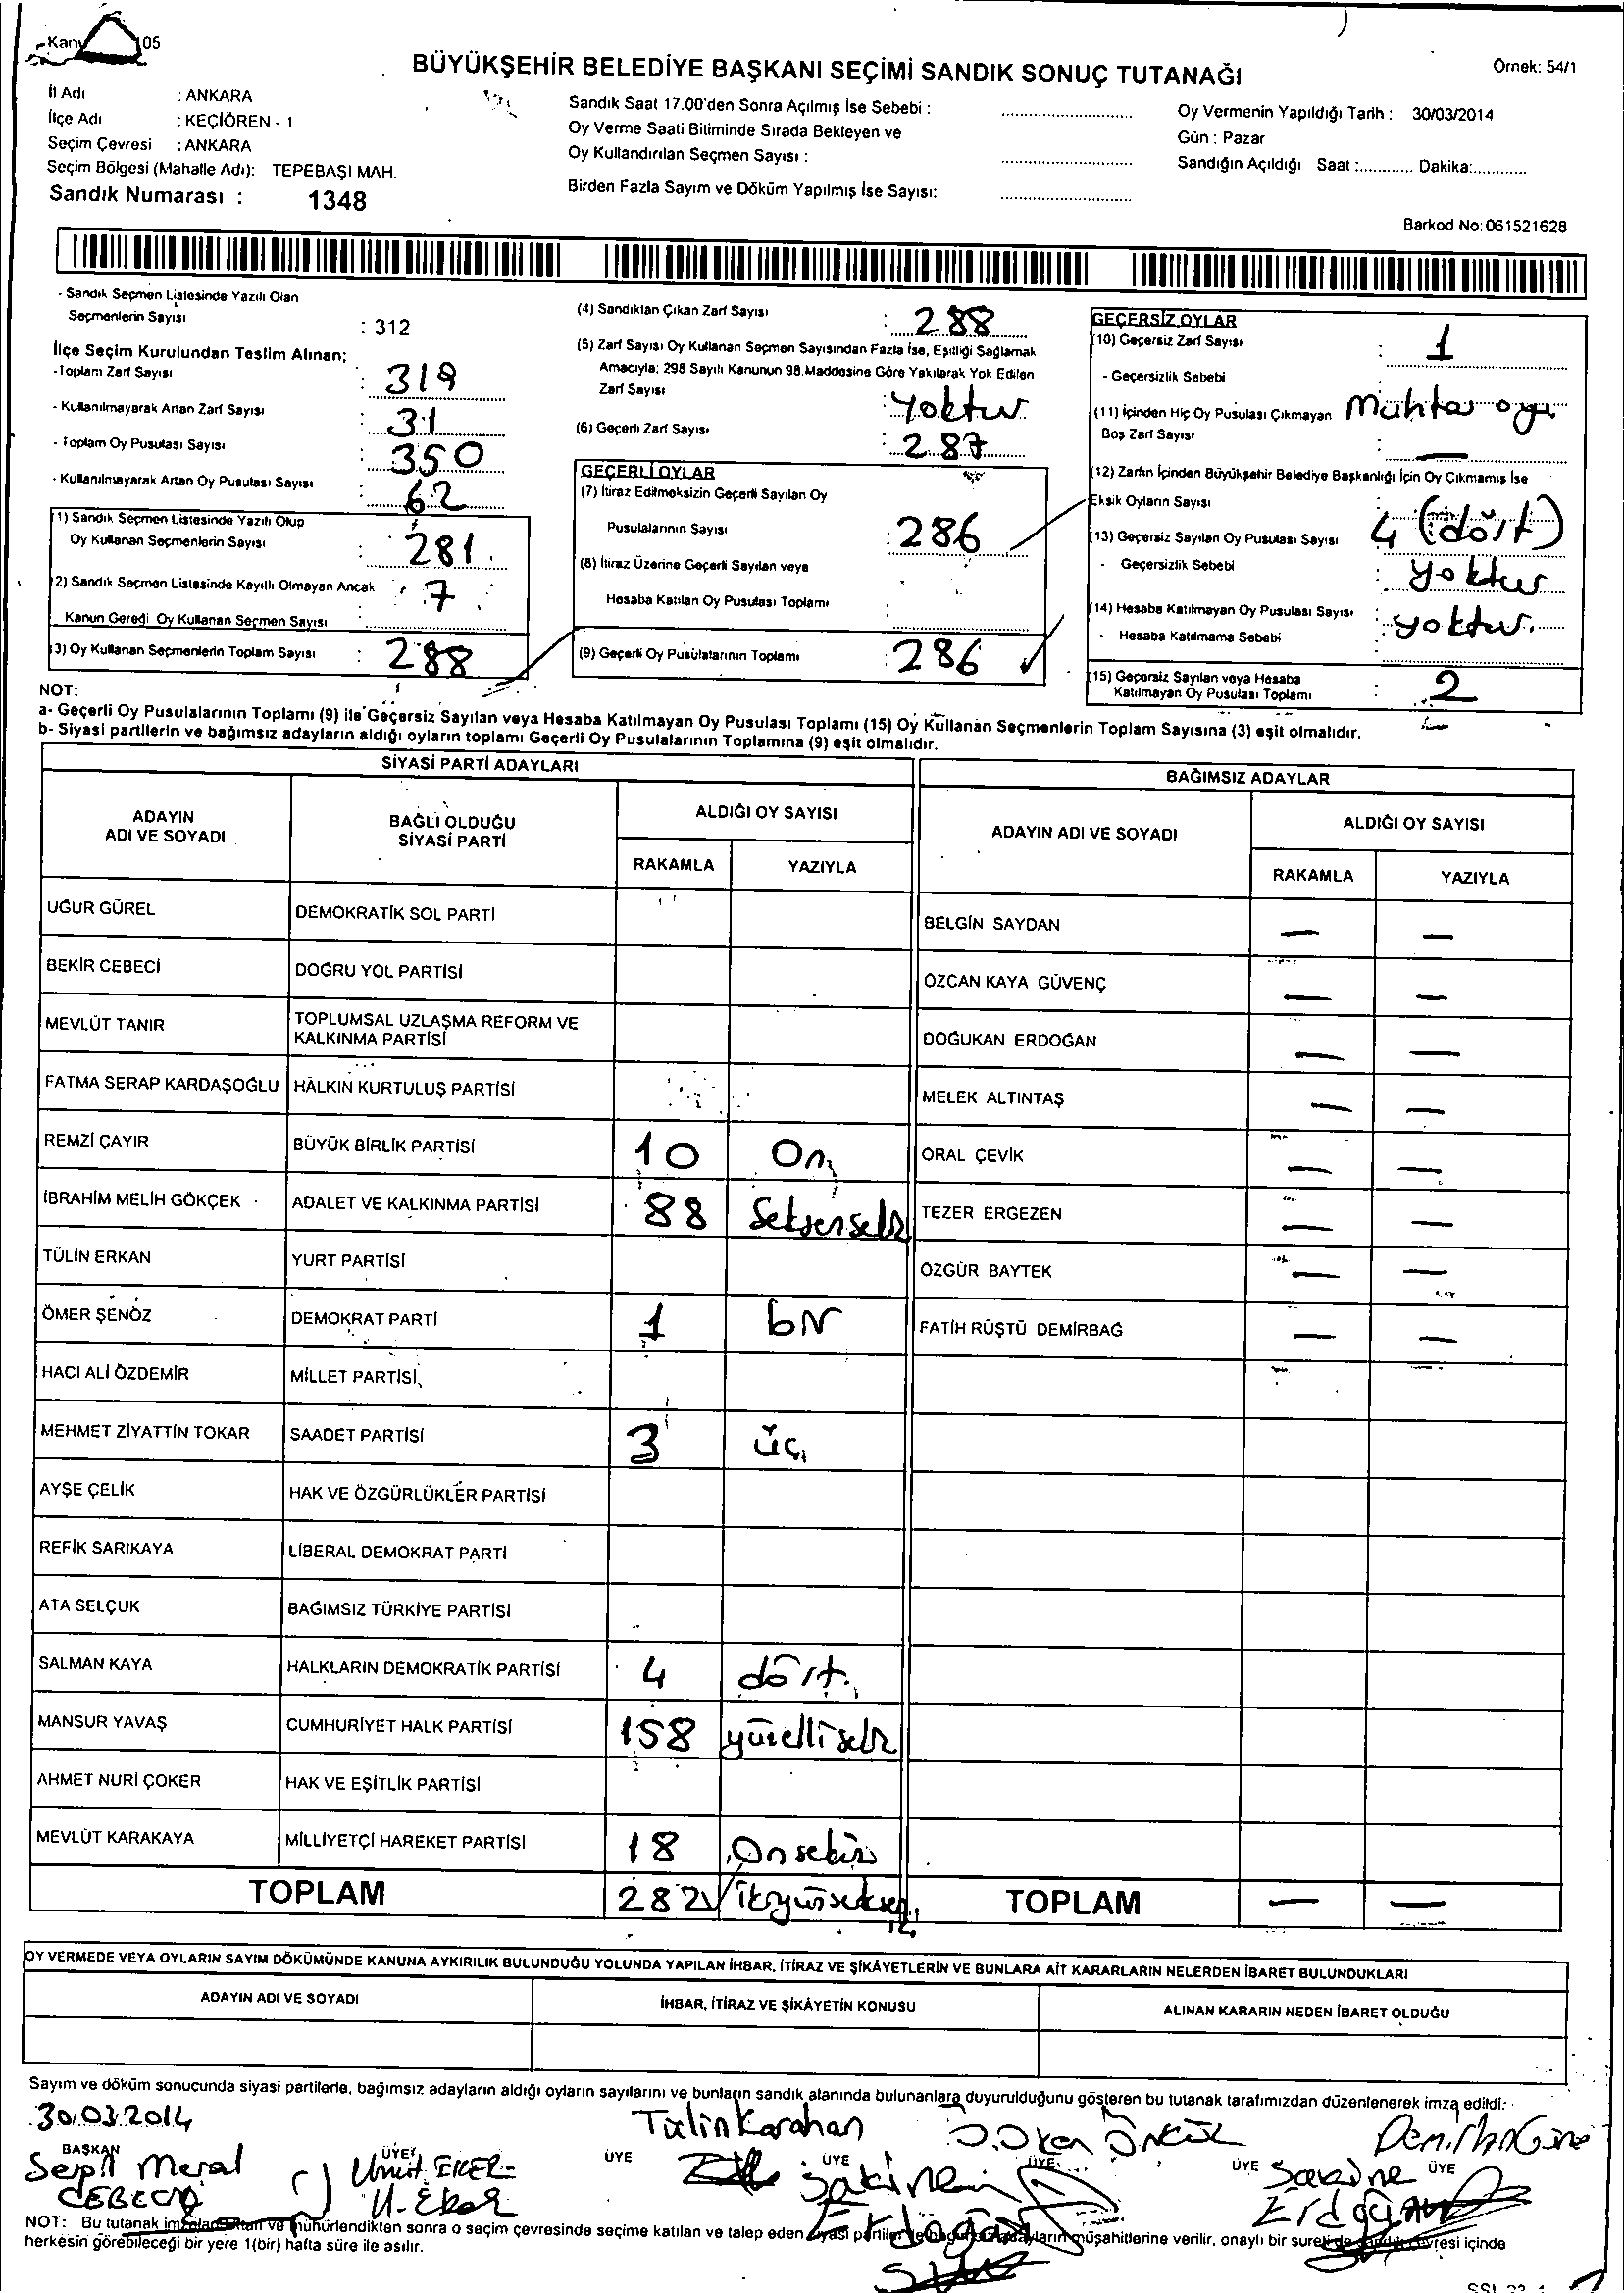 BÜYÜKŞEHİR BELEDİYE BAŞKANI SEÇİMİ SANDIK SONUÇ TUTANAĞI
Örnek: 54/1
İl Adı : ANKARA
İlçe Adı : KEÇİÖREN - 1
Seçim Çevresi : ANKARA
Seçim Bölgesi (Mahalle Adı): TEPEBAŞI MAH.
Sandık Numarası : 1348
Sandık Saat 17.00'den Sonra Açılmış İse Sebebi :
Oy Verme Saati Bitiminde Sırada Bekleyen ve
Oy Kullandırılan Seçmen Sayısı :
Birden Fazla Sayım ve Döküm Yapılmış İse Sayısı:
Oy Vermenin Yapıldığı Tarih : 30/03/2014
Gün : Pazar
Sandığın Açıldığı Saat :............ Dakika:............
Barkod No: 061521628
- Sandık Seçmen Listesinde Yazılı Olan
Seçmenlerin Sayısı : 312
İlçe Seçim Kurulundan Teslim Alınan;
-Toplam Zarf Sayısı : 319
- Kullanılmayarak Artan Zarf Sayısı : 31
- Toplam Oy Pusulası Sayısı : 350
- Kullanılmayarak Artan Oy Pusulası Sayısı : 62
(1) Sandık Seçmen Listesinde Yazılı Olup
Oy Kullanan Seçmenlerin Sayısı : 281
(2) Sandık Seçmen Listesinde Kayıtlı Olmayan Ancak
Kanun Geredi Oy Kullanan Seçmen Sayısı : 7
(3) Oy Kullanan Seçmenlerin Toplam Sayısı : 288
(4) Sandıktan Çıkan Zarf Sayısı : 288
(5) Zarf Sayısı Oy Kullanan Seçmen Sayısından Fazla İse, Eşitliği Sağlamak
Amacıyla; 298 Sayılı Kanunun 98.Maddesine Göre Yakılarak Yok Edilen
Zarf Sayısı : Yoktur
(6) Geçerli Zarf Sayısı : 287
GEÇERLİ OYLAR
(7) İtiraz Edilmeksizin Geçerli Sayılan Oy
Pusulalarının Sayısı : 286
(8) İtiraz Üzerine Geçerli Sayılan veya
Hesaba Katılan Oy Pusulası Toplamı :
(9) Geçerli Oy Pusulalarının Toplamı : 286
GEÇERSİZ OYLAR
(10) Geçersiz Zarf Sayısı : 1
- Geçersizlik Sebebi Muhtar oyu
(11) İçinden Hiç Oy Pusulası Çıkmayan
Boş Zarf Sayısı : —
(12) Zarfın İçinden Büyükşehir Belediye Başkanlığı İçin Oy Çıkmamış İse
Eksik Oyların Sayısı
4 (dört)
(13) Geçersiz Sayılan Oy Pusulası Sayısı
- Geçersizlik Sebebi : yoktur
(14) Hesaba Katılmayan Oy Pusulası Sayısı : yoktur.
- Hesaba Katılmama Sebebi
(15) Geçersiz Sayılan veya Hesaba
Katılmayan Oy Pusulası Toplamı : 2
NOT:
a- Geçerli Oy Pusulalarının Toplamı (9) ile Geçersiz Sayılan veya Hesaba Katılmayan Oy Pusulası Toplamı (15) Oy Kullanan Seçmenlerin Toplam Sayısına (3) eşit olmalıdır.
b- Siyasi partilerin ve bağımsız adayların aldığı oyların toplamı Geçerli Oy Pusulalarının Toplamına (9) eşit olmalıdır.
SİYASİ PARTİ ADAYLARI
ADAYIN ADI VE SOYADI
BAĞLI OLDUĞU SİYASİ PARTİ
ALDIĞI OY SAYISI
RAKAMLA YAZIYLA
UĞUR GÜREL DEMOKRATİK SOL PARTİ
BEKİR CEBECİ DOĞRU YOL PARTİSİ
MEVLÜT TANIR TOPLUMSAL UZLAŞMA REFORM VE KALKINMA PARTİSİ
FATMA SERAP KARDAŞOĞLU HALKIN KURTULUŞ PARTİSİ
REMZİ ÇAYIR BÜYÜK BİRLİK PARTİSİ 10 On
İBRAHİM MELİH GÖKÇEK ADALET VE KALKINMA PARTİSİ 88 Seksensekiz
TÜLİN ERKAN YURT PARTİSİ
ÖMER ŞENÖZ DEMOKRAT PARTİ 1 bir
HACI ALİ ÖZDEMİR MİLLET PARTİSİ
MEHMET ZİYATTİN TOKAR SAADET PARTİSİ 3 üç
AYŞE ÇELİK HAK VE ÖZGÜRLÜKLER PARTİSİ
REFİK SARIKAYA LİBERAL DEMOKRAT PARTİ
ATA SELÇUK BAĞIMSIZ TÜRKİYE PARTİSİ
SALMAN KAYA HALKLARIN DEMOKRATİK PARTİSİ 4 dört.
MANSUR YAVAŞ CUMHURİYET HALK PARTİSİ 158 yüzellisekiz
AHMET NURİ ÇOKER HAK VE EŞİTLİK PARTİSİ
MEVLÜT KARAKAYA MİLLİYETÇİ HAREKET PARTİSİ 18 Onsekiz
TOPLAM 282 ikiyüzseksen
BAĞIMSIZ ADAYLAR
ADAYIN ADI VE SOYADI
ALDIĞI OY SAYISI
RAKAMLA YAZIYLA
BELGİN SAYDAN — —
ÖZCAN KAYA GÜVENÇ — —
DOĞUKAN ERDOĞAN — —
MELEK ALTINTAŞ — —
ORAL ÇEVİK — —
TEZER ERGEZEN — —
ÖZGÜR BAYTEK — —
FATİH RÜŞTÜ DEMİRBAĞ — —
TOPLAM — —
OY VERMEDE VEYA OYLARIN SAYIM DÖKÜMÜNDE KANUNA AYKIRILIK BULUNDUĞU YOLUNDA YAPILAN İHBAR, İTİRAZ VE ŞİKÂYETLERİN VE BUNLARA AİT KARARLARIN NELERDEN İBARET BULUNDUKLARI
ADAYIN ADI VE SOYADI
İHBAR, İTİRAZ VE ŞİKÂYETİN KONUSU
ALINAN KARARIN NEDEN İBARET OLDUĞU
Sayım ve döküm sonucunda siyasi partilerle, bağımsız adayların aldığı oyların sayılarını ve bunların sandık alanında bulunanlara duyurulduğunu gösteren bu tutanak tarafımızdan düzenlenerek imza edildi:
30.03.2014
Tülin Karahan
BAŞKAN ÜYE ÜYE ÜYE ÜYE ÜYE ÜYE
Meral CEBECİ
Ümit EKER
Ü. Eker
Sakine Erdoğan
NOT: Bu tutanak ve mühürlendikten sonra o seçim çevresinde seçime katılan ve talep eden siyasi müşahitlerine verilir, onaylı bir içinde
herkesin görebileceği bir yere 1(bir) hafta süre ile asılır.